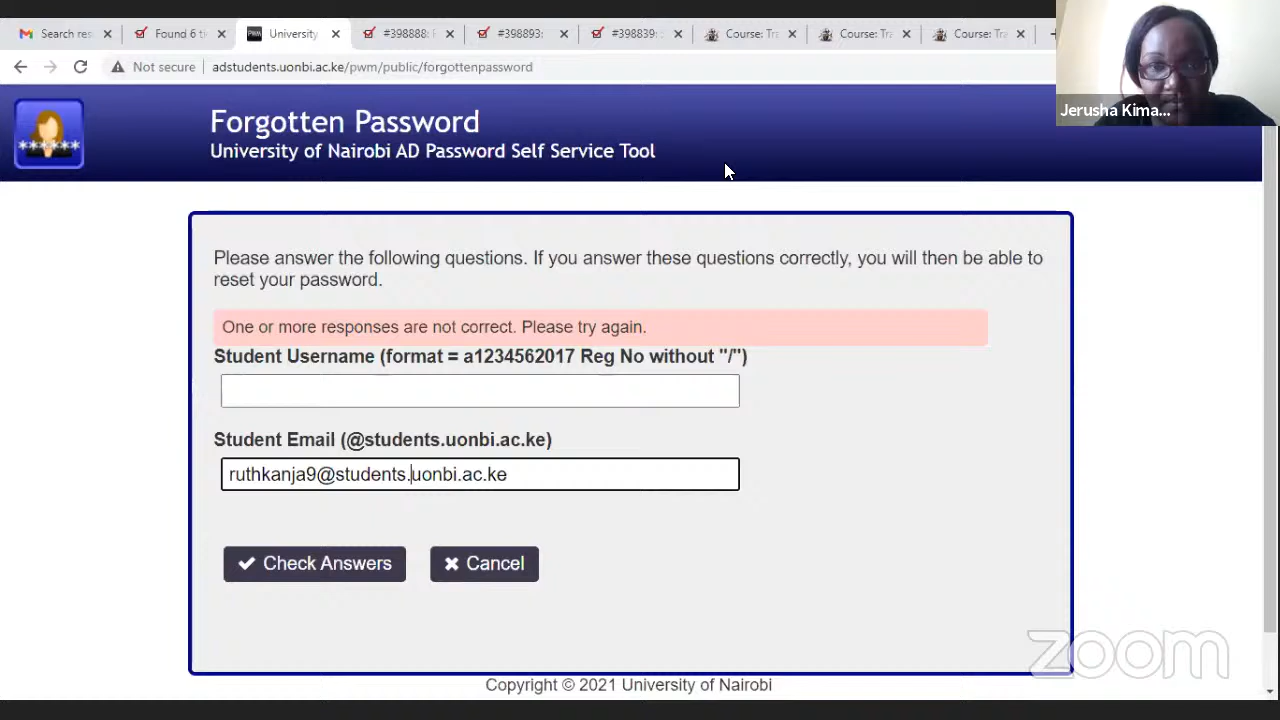 Search res
Found 6 ti
University
#398888: 
#398893:
#398839:
Course: Tra
Course: Tra
Course: Tra
Not secure adstudents.uonbi.ac.ke/pwm/public/forgottenpassword
Jerusha Kima...
Forgotten Password
University of Nairobi AD Password Self Service Tool
Please answer the following questions. If you answer these questions correctly, you will then be able to
reset your password.
One or more responses are not correct. Please try again.
Student Username (format = a1234562017 Reg No without "/")
Student Email (@students.uonbi.ac.ke)
ruthkanja9@students.uonbi.ac.ke
Check Answers
Cancel
zoom
Copyright © 2021 University of Nairobi